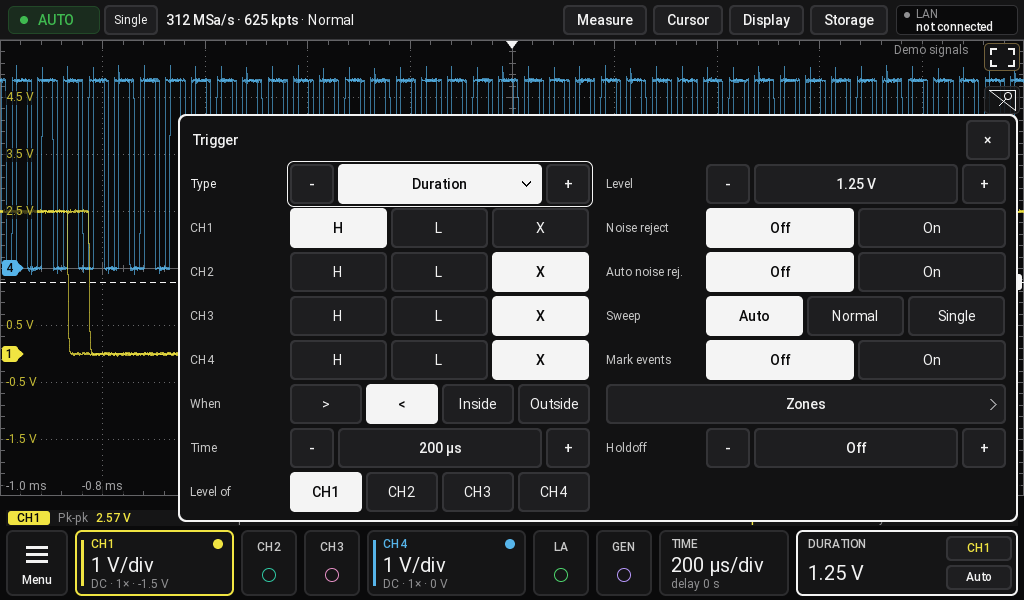 AUTO
Single
312 MSa/s · 625 kpts · Normal
Measure
Cursor
Display
Storage
LAN
not connected
Demo signals
4.5 V
3.5 V
2.5 V
4
0.5 V
1
-0.5 V
-1.5 V
-1.0 ms
-0.8 ms
Trigger
×
Type
-
Duration
+
Level
-
1.25 V
+
CH1
H
L
X
Noise reject
Off
On
CH2
H
L
X
Auto noise rej.
Off
On
CH3
H
L
X
Sweep
Auto
Normal
Single
CH4
H
L
X
Mark events
Off
On
When
>
<
Inside
Outside
Zones
Time
-
200 µs
+
Holdoff
-
Off
+
Level of
CH1
CH2
CH3
CH4
CH1 Pk-pk 2.57 V
Menu
CH1
1 V/div
DC · 1× · -1.5 V
CH2
CH3
CH4
1 V/div
DC · 1× · 0 V
LA
GEN
TIME
200 µs/div
delay 0 s
DURATION
1.25 V
CH1
Auto